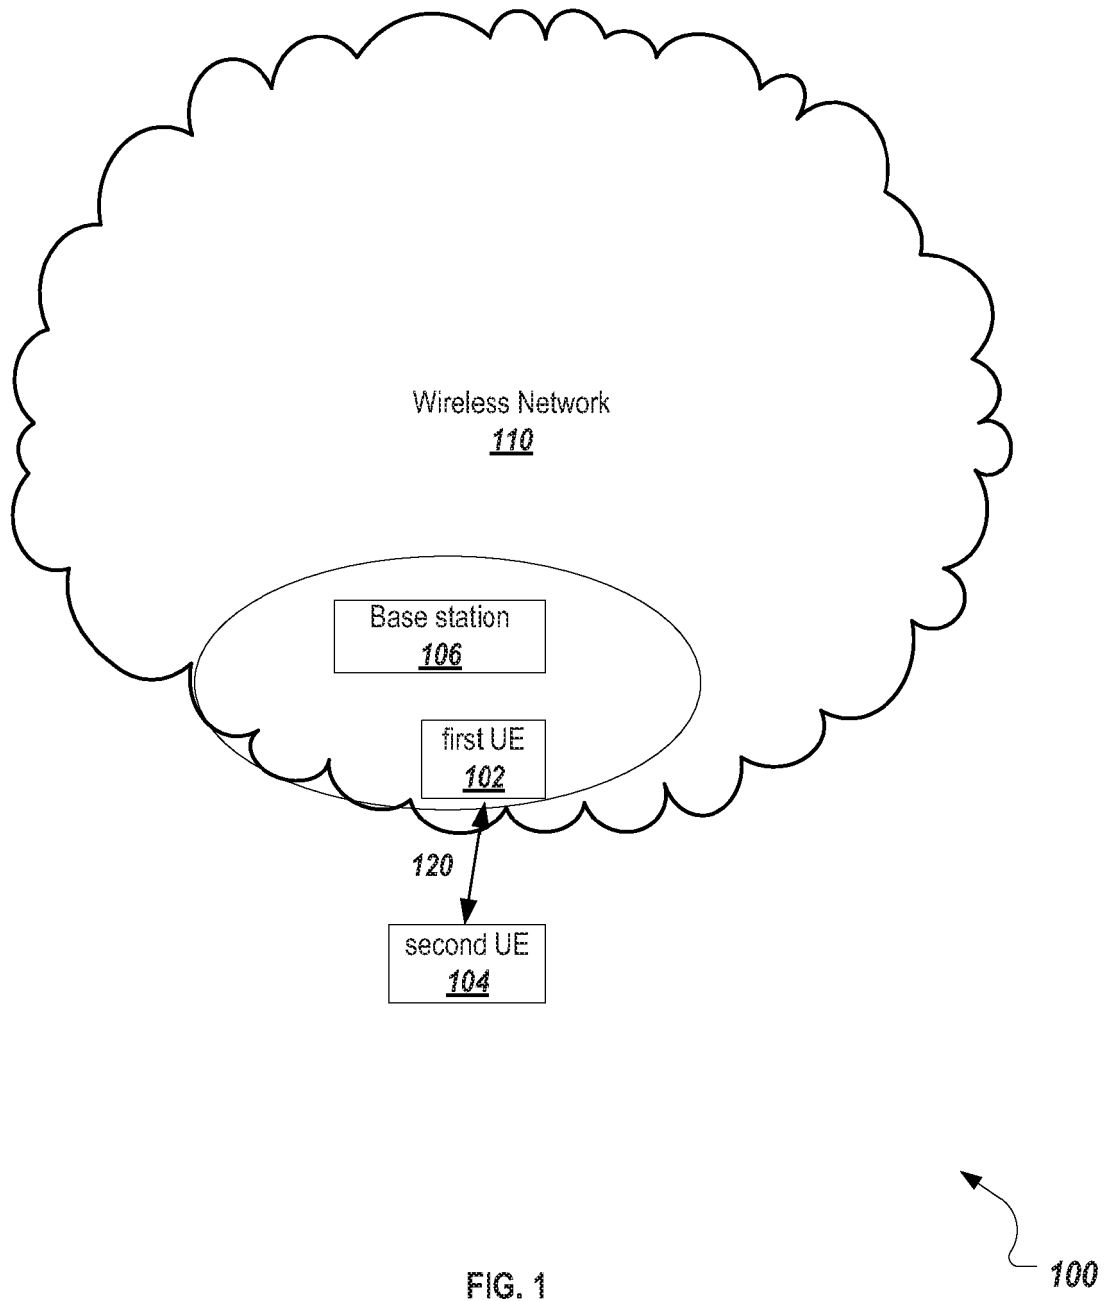 Wireless Network
110
Base station
106
first UE
102
120
second UE
104
100
FIG. 1